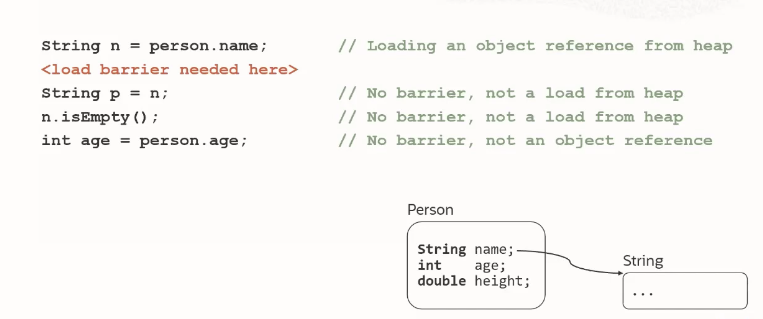 String n = person.name; // Loading an object reference from heap
<load barrier needed here>
String p = n; // No barrier, not a load from heap
n.isEmpty(); // No barrier, not a load from heap
int age = person.age; // No barrier, not an object reference
Person
String name;
int age;
double height;
String
...